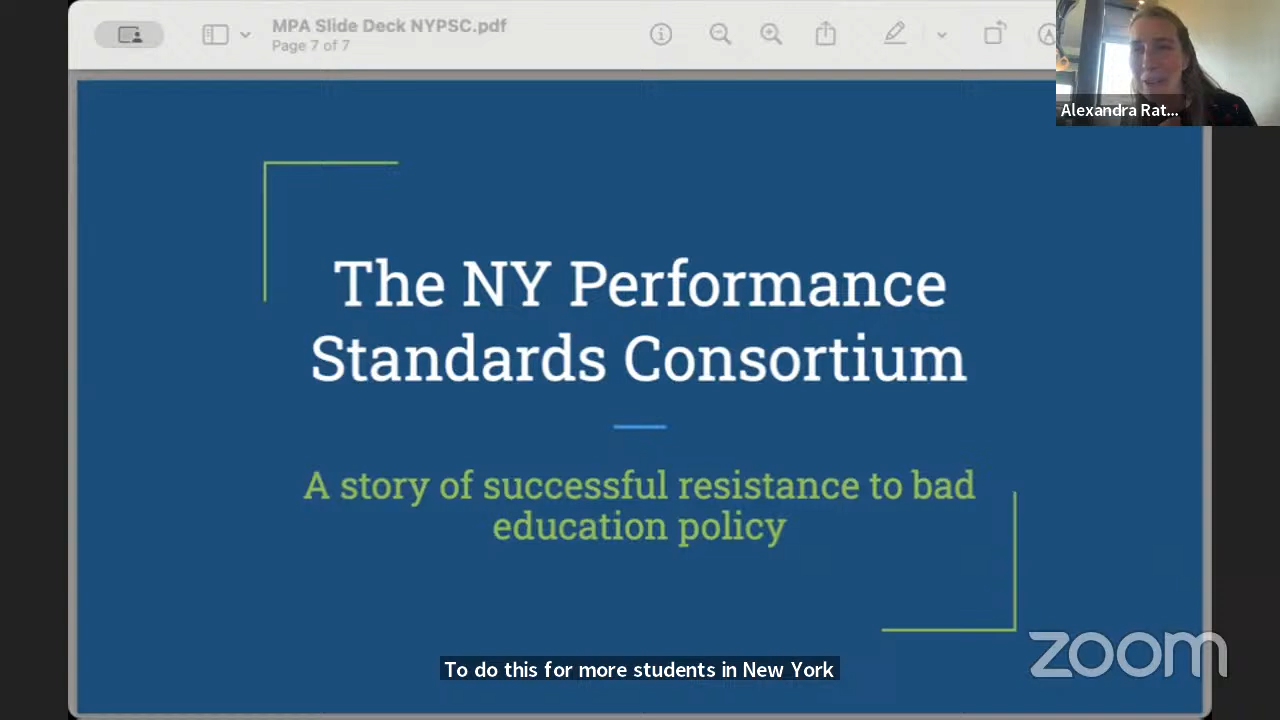 MPA Slide Deck NYPSC.pdf
Page 7 of 7
Alexandra Rat...
The NY Performance
Standards Consortium
A story of successful resistance to bad
education policy
To do this for more students in New York
zoom